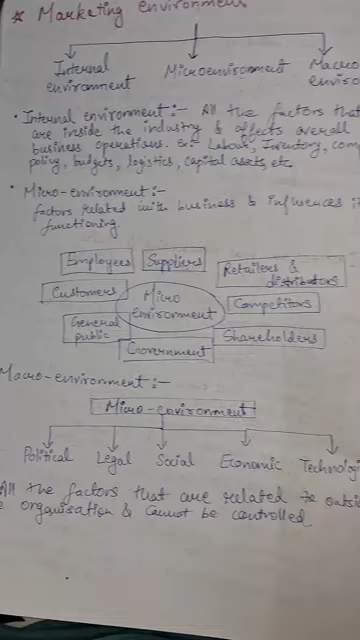 * Marketing environment
Internal environment
Microenvironment
Macro
• Internal environment :- All the factors that
are inside the industry & affects overall
business operations. ex- Labour, Inventory,
policy, budgets, logistics, capital assets, etc
• Micro-environment :-
factors related with business & influences
functioning.
Employees
Suppliers
Retailers & distributors
Customers
Micro environment
Competitors
General public
Government
Shareholders
Macro-environment :-
Micro-environment
Political Legal Social Economic
All the factors that are related to
organisation & cannot be controlled